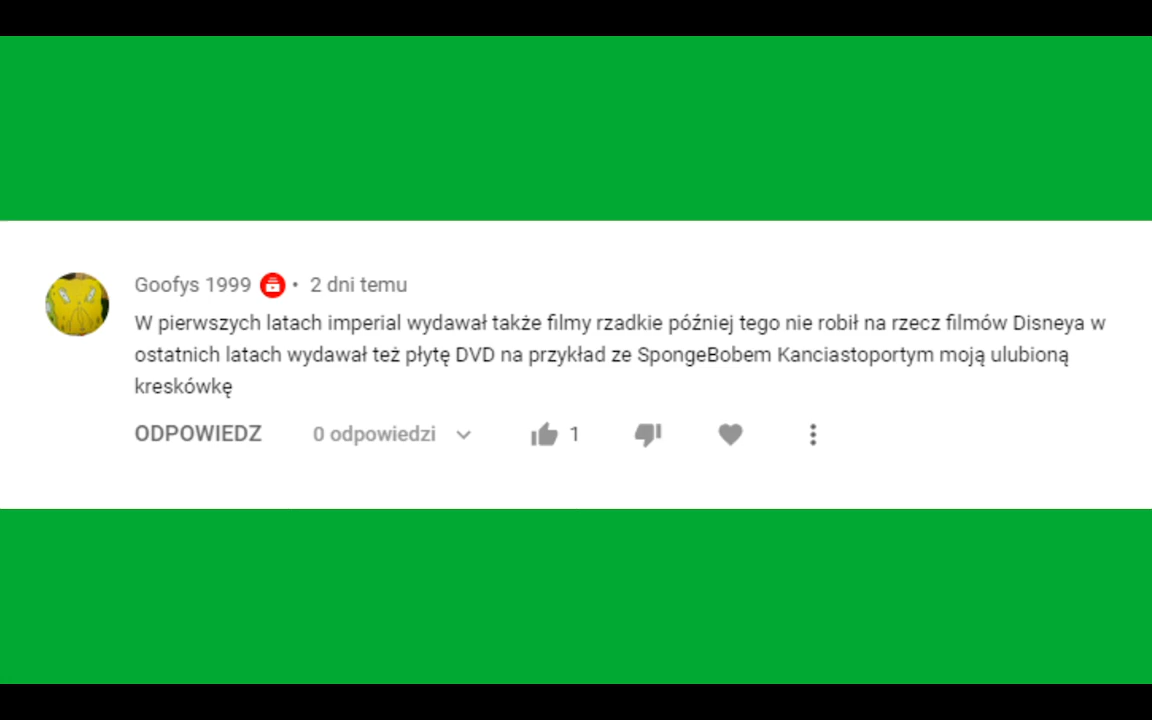 Goofys 1999 • 2 dni temu
W pierwszych latach imperial wydawał także filmy rzadkie później tego nie robił na rzecz filmów Disneya w
ostatnich latach wydawał też płytę DVD na przykład ze SpongeBobem Kanciastoportym moją ulubioną
kreskówkę
ODPOWIEDZ 0 odpowiedzi 1